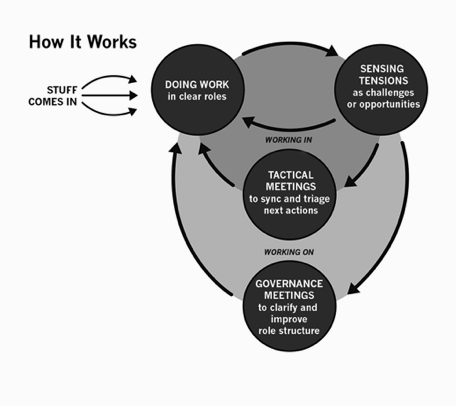 How It Works
STUFF
COMES IN
DOING WORK
in clear roles
SENSING
TENSIONS
as challenges
or opportunities
WORKING IN
TACTICAL
MEETINGS
to sync and triage
next actions
WORKING ON
GOVERNANCE
MEETINGS
to clarify and
improve
role structure